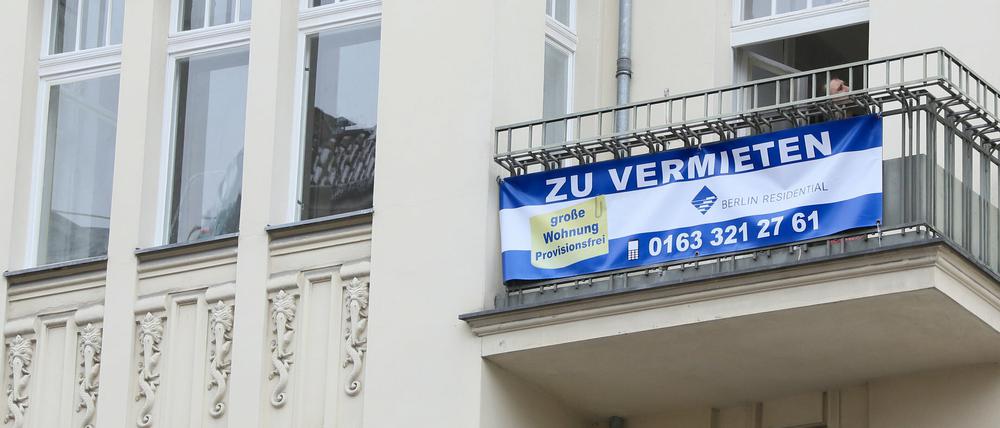 ZU VERMIETEN
große
Wohnung
Provisionsfrei
BERLIN RESIDENTIAL
0163 321 27 61